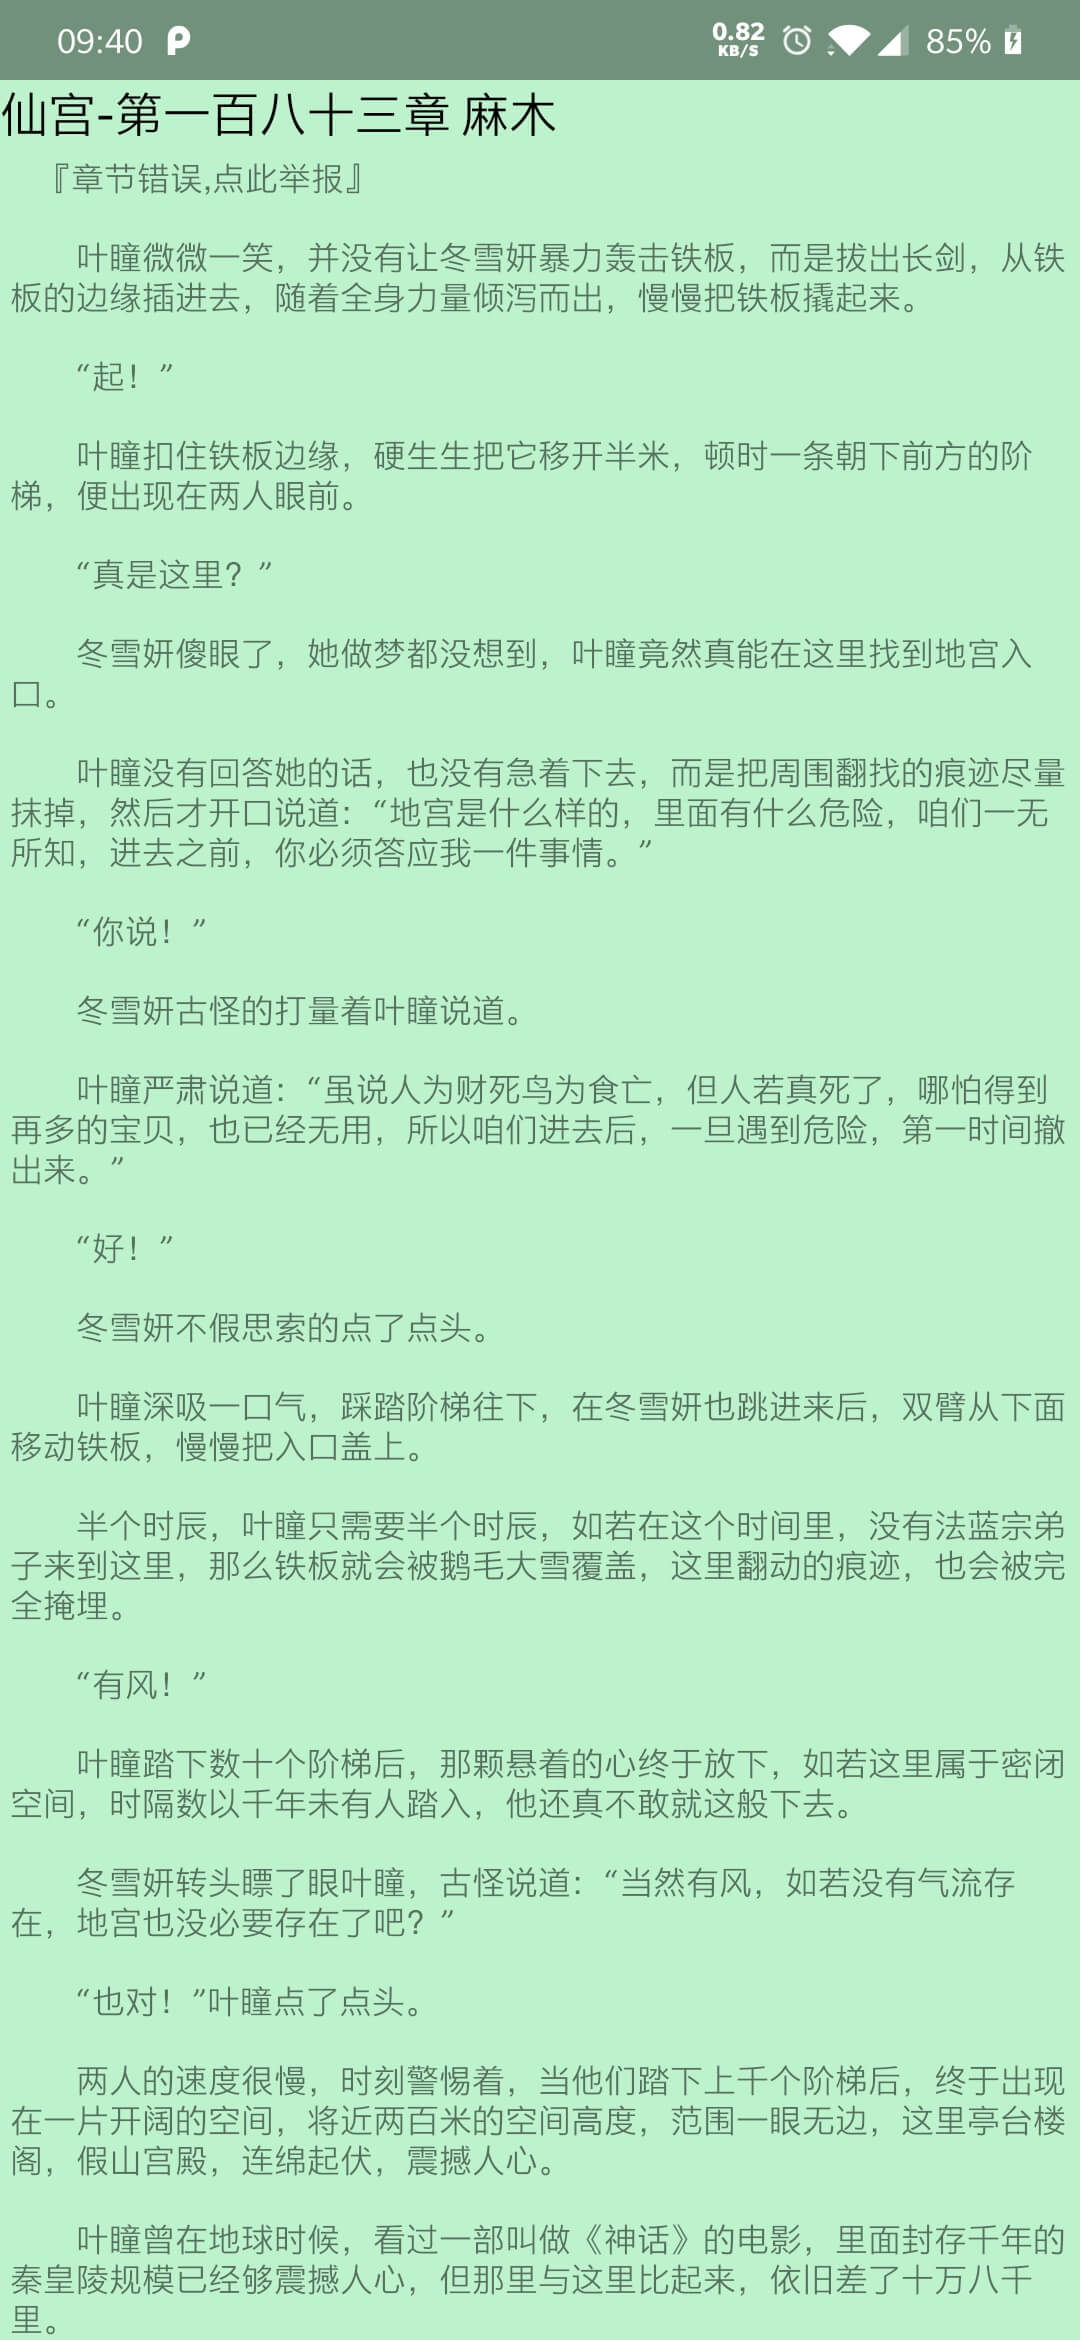 09:40
0.82
KB/S
85%
仙宫-第一百八十三章 麻木
『章节错误,点此举报』
叶瞳微微一笑，并没有让冬雪妍暴力轰击铁板，而是拔出长剑，从铁
板的边缘插进去，随着全身力量倾泻而出，慢慢把铁板撬起来。
“起！”
叶瞳扣住铁板边缘，硬生生把它移开半米，顿时一条朝下前方的阶
梯，便出现在两人眼前。
“真是这里？”
冬雪妍傻眼了，她做梦都没想到，叶瞳竟然真能在这里找到地宫入
口。
叶瞳没有回答她的话，也没有急着下去，而是把周围翻找的痕迹尽量
抹掉，然后才开口说道：“地宫是什么样的，里面有什么危险，咱们一无
所知，进去之前，你必须答应我一件事情。”
“你说！”
冬雪妍古怪的打量着叶瞳说道。
叶瞳严肃说道：“虽说人为财死鸟为食亡，但人若真死了，哪怕得到
再多的宝贝，也已经无用，所以咱们进去后，一旦遇到危险，第一时间撤
出来。”
“好！”
冬雪妍不假思索的点了点头。
叶瞳深吸一口气，踩踏阶梯往下，在冬雪妍也跳进来后，双臂从下面
移动铁板，慢慢把入口盖上。
半个时辰，叶瞳只需要半个时辰，如若在这个时间里，没有法蓝宗弟
子来到这里，那么铁板就会被鹅毛大雪覆盖，这里翻动的痕迹，也会被完
全掩埋。
“有风！”
叶瞳踏下数十个阶梯后，那颗悬着的心终于放下，如若这里属于密闭
空间，时隔数以千年未有人踏入，他还真不敢就这般下去。
冬雪妍转头瞟了眼叶瞳，古怪说道：“当然有风，如若没有气流存
在，地宫也没必要存在了吧？”
“也对！”叶瞳点了点头。
两人的速度很慢，时刻警惕着，当他们踏下上千个阶梯后，终于出现
在一片开阔的空间，将近两百米的空间高度，范围一眼无边，这里亭台楼
阁，假山宫殿，连绵起伏，震撼人心。
叶瞳曾在地球时候，看过一部叫做《神话》的电影，里面封存千年的
秦皇陵规模已经够震撼人心，但那里与这里比起来，依旧差了十万八千
里。